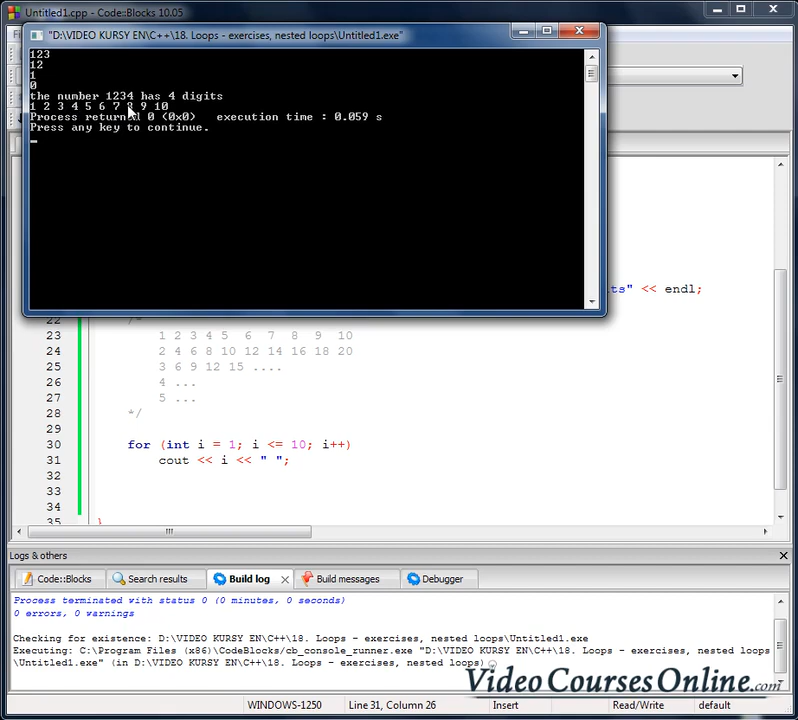 Untitled1.cpp - Code::Blocks 10.05
"D:\VIDEO KURSY EN\C++\18. Loops - exercises, nested loops\Untitled1.exe"
123
12
1
0
the number 1234 has 4 digits
1 2 3 4 5 6 7 8 9 10
Process returned 0 (0x0)   execution time : 0.059 s
Press any key to continue.
ts" << endl;
22 /*
23 1 2 3 4 5 6 7 8 9 10
24 2 4 6 8 10 12 14 16 18 20
25 3 6 9 12 15 ....
26 4 ...
27 5 ...
28 */
29
30 for (int i = 1; i <= 10; i++)
31 cout << i << " ";
32
33
34
35 }
Logs & others
Code::Blocks Search results Build log Build messages Debugger
Process terminated with status 0 (0 minutes, 0 seconds)
0 errors, 0 warnings
Checking for existence: D:\VIDEO KURSY EN\C++\18. Loops - exercises, nested loops\Untitled1.exe
Executing: C:\Program Files (x86)\CodeBlocks/cb_console_runner.exe "D:\VIDEO KURSY EN\C++\18. Loops - exercises, nested loops
\Untitled1.exe" (in D:\VIDEO KURSY EN\C++\18. Loops - exercises, nested loops)
VideoCoursesOnline.com
WINDOWS-1250 Line 31, Column 26 Insert Read/Write default